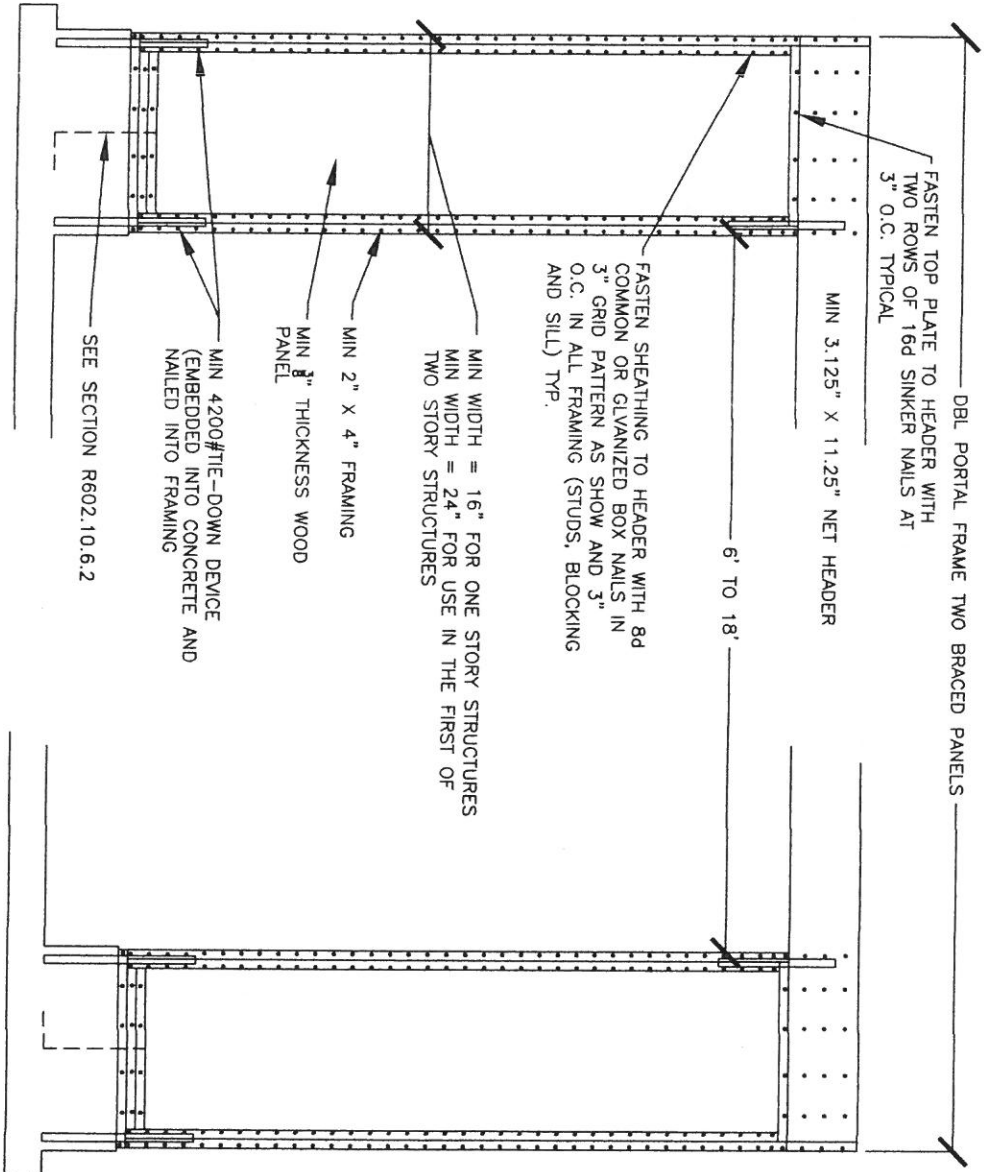 DBL PORTAL FRAME TWO BRACED PANELS
FASTEN TOP PLATE TO HEADER WITH
TWO ROWS OF 16d SINKER NAILS AT
3" O.C. TYPICAL
MIN 3.125" X 11.25" NET HEADER
6' TO 18'
FASTEN SHEATHING TO HEADER WITH 8d
COMMON OR GLVANIZED BOX NAILS IN
3" GRID PATTERN AS SHOW AND 3"
O.C. IN ALL FRAMING (STUDS, BLOCKING
AND SILL) TYP.
MIN WIDTH = 16" FOR ONE STORY STRUCTURES
MIN WIDTH = 24" FOR USE IN THE FIRST OF
TWO STORY STRUCTURES
MIN 2" X 4" FRAMING
MIN " THICKNESS WOOD
PANEL
MIN 4200#TIE-DOWN DEVICE
(EMBEDDED INTO CONCRETE AND
NAILED INTO FRAMING
SEE SECTION R602.10.6.2